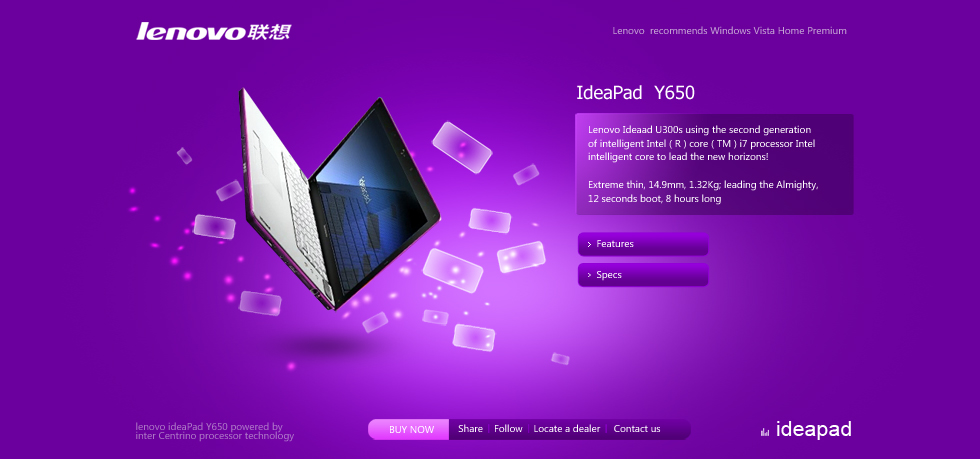 lenovo联想
Lenovo recommends Windows Vista Home Premium
IdeaPad Y650
Lenovo Ideaad U300s using the second generation
of intelligent Intel ( R ) core ( TM ) i7 processor Intel
intelligent core to lead the new horizons!
Extreme thin, 14.9mm, 1.32Kg; leading the Almighty,
12 seconds boot, 8 hours long
› Features
› Specs
lenovo ideaPad Y650 powered by
inter Centrino processor technology
BUY NOW Share | Follow | Locate a dealer | Contact us
ideapad